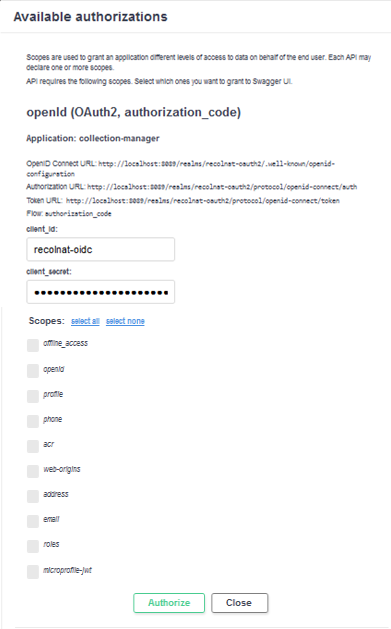 Available authorizations
Scopes are used to grant an application different levels of access to data on behalf of the end user. Each API may
declare one or more scopes.
API requires the following scopes. Select which ones you want to grant to Swagger UI.
openId (OAuth2, authorization_code)
Application: collection-manager
OpenID Connect URL: http://localhost:8089/realms/recolnat-oauth2/.well-known/openid-
configuration
Authorization URL: http://localhost:8089/realms/recolnat-oauth2/protocol/openid-connect/auth
Token URL: http://localhost:8089/realms/recolnat-oauth2/protocol/openid-connect/token
Flow: authorization_code
client_id:
recolnat-oidc
client_secret:
Scopes: select all select none
offline_access
openid
profile
phone
acr
web-origins
address
email
roles
microprofile-jwt
Authorize Close